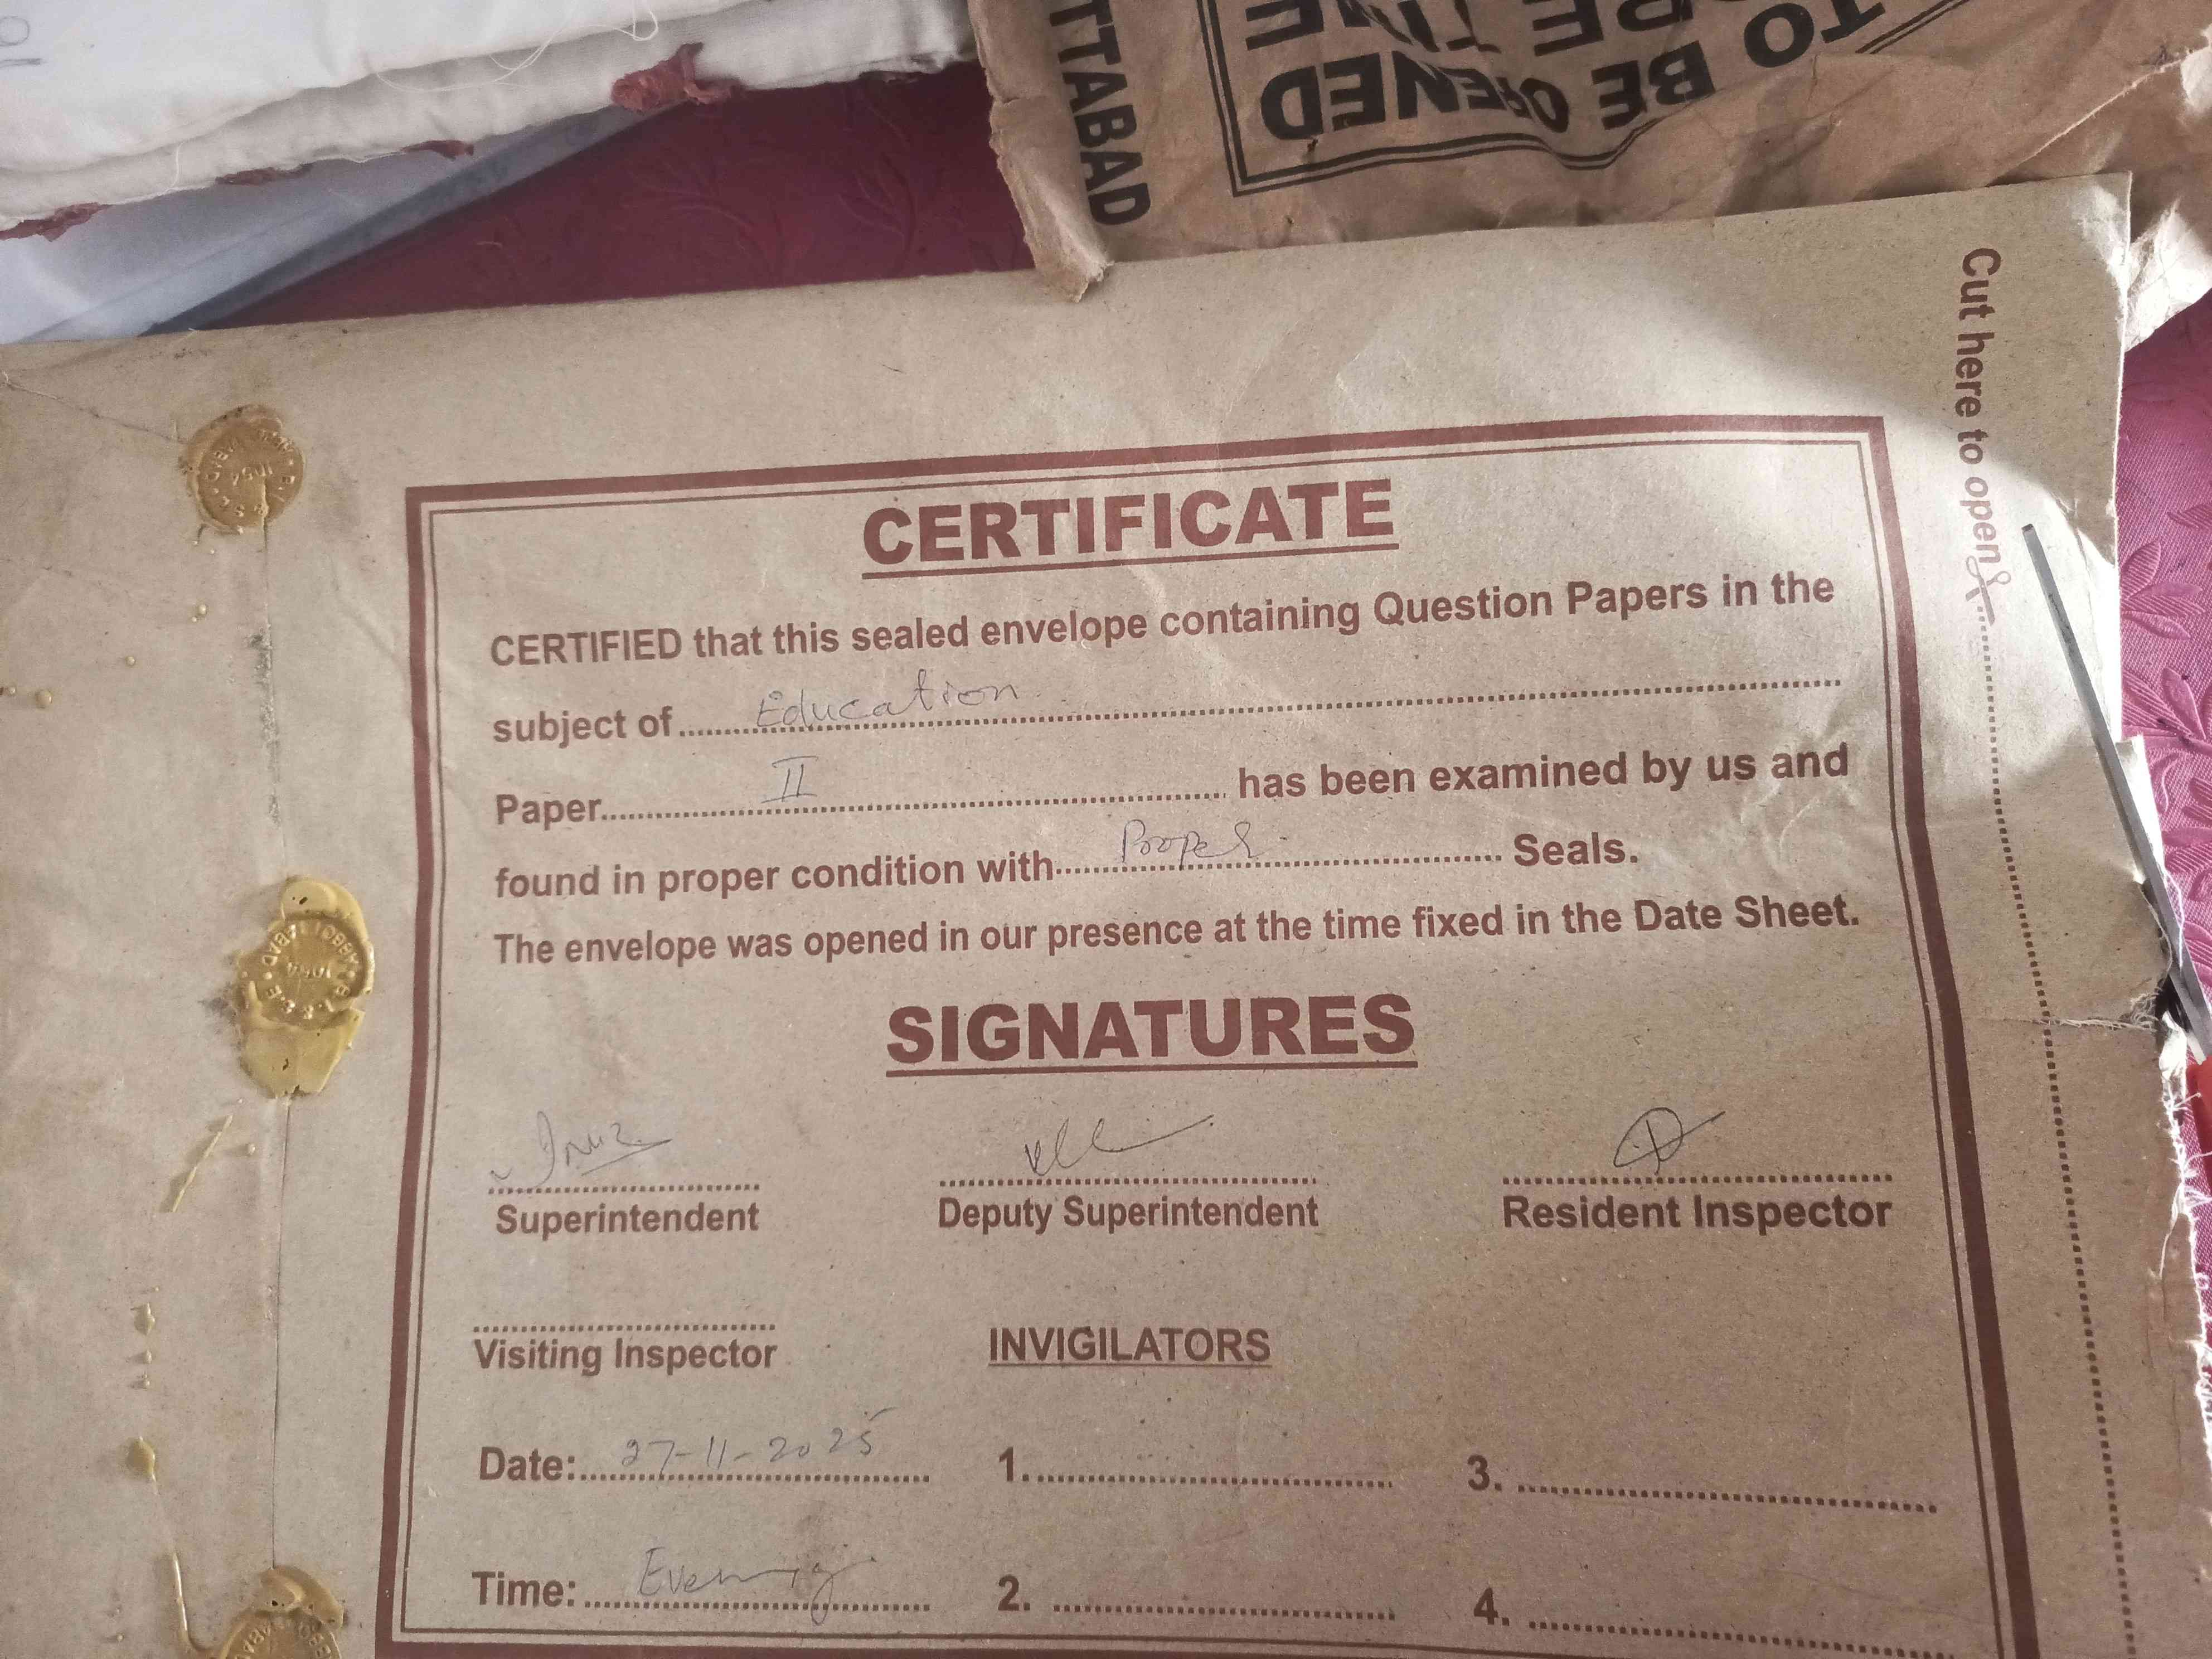 TTABAD
TO BE OPENED
Cut here to open
CERTIFICATE
CERTIFIED that this sealed envelope containing Question Papers in the
subject of Education
Paper II has been examined by us and
found in proper condition with Proper Seals.
The envelope was opened in our presence at the time fixed in the Date Sheet.
SIGNATURES
Superintendent Deputy Superintendent Resident Inspector
Visiting Inspector INVIGILATORS
Date: 27-11-2025 1. 3.
Time: Evening 2. 4.